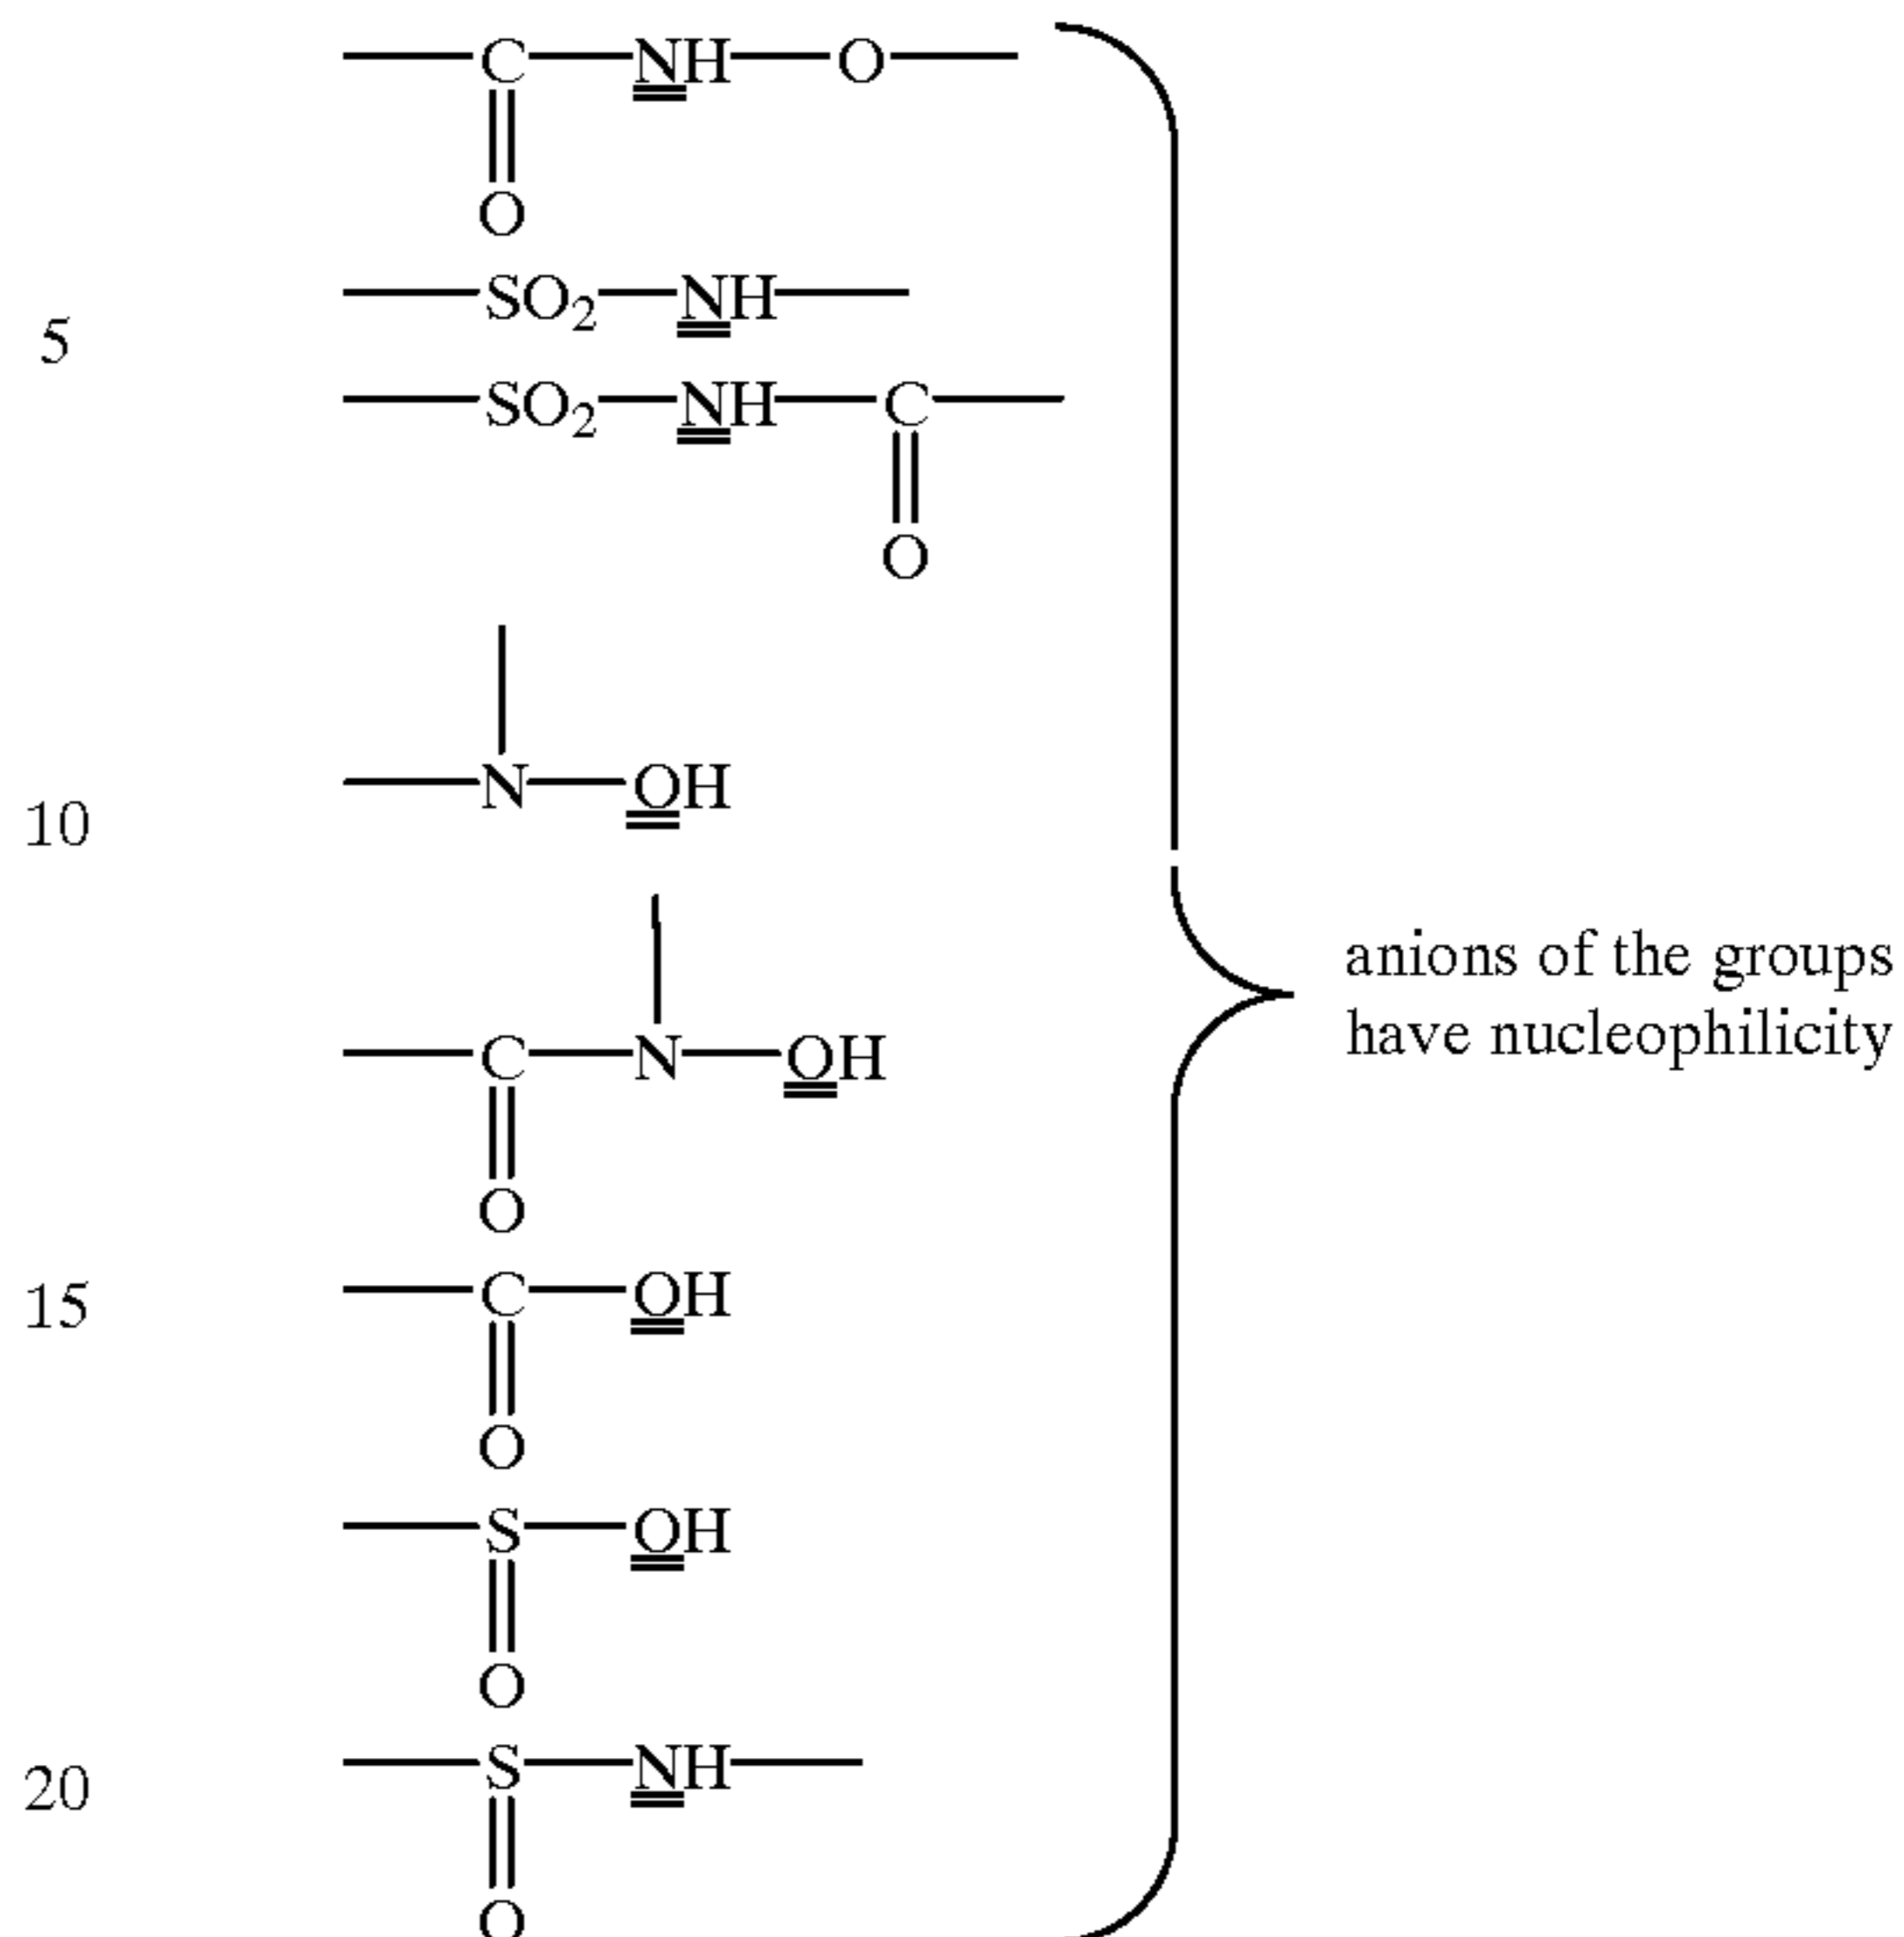 C NH O
O
SO2 NH
5
SO2 NH C
O
N OH
10
anions of the groups
have nucleophilicity
C N OH
O
C OH
15
O
S OH
O
S NH
20
O